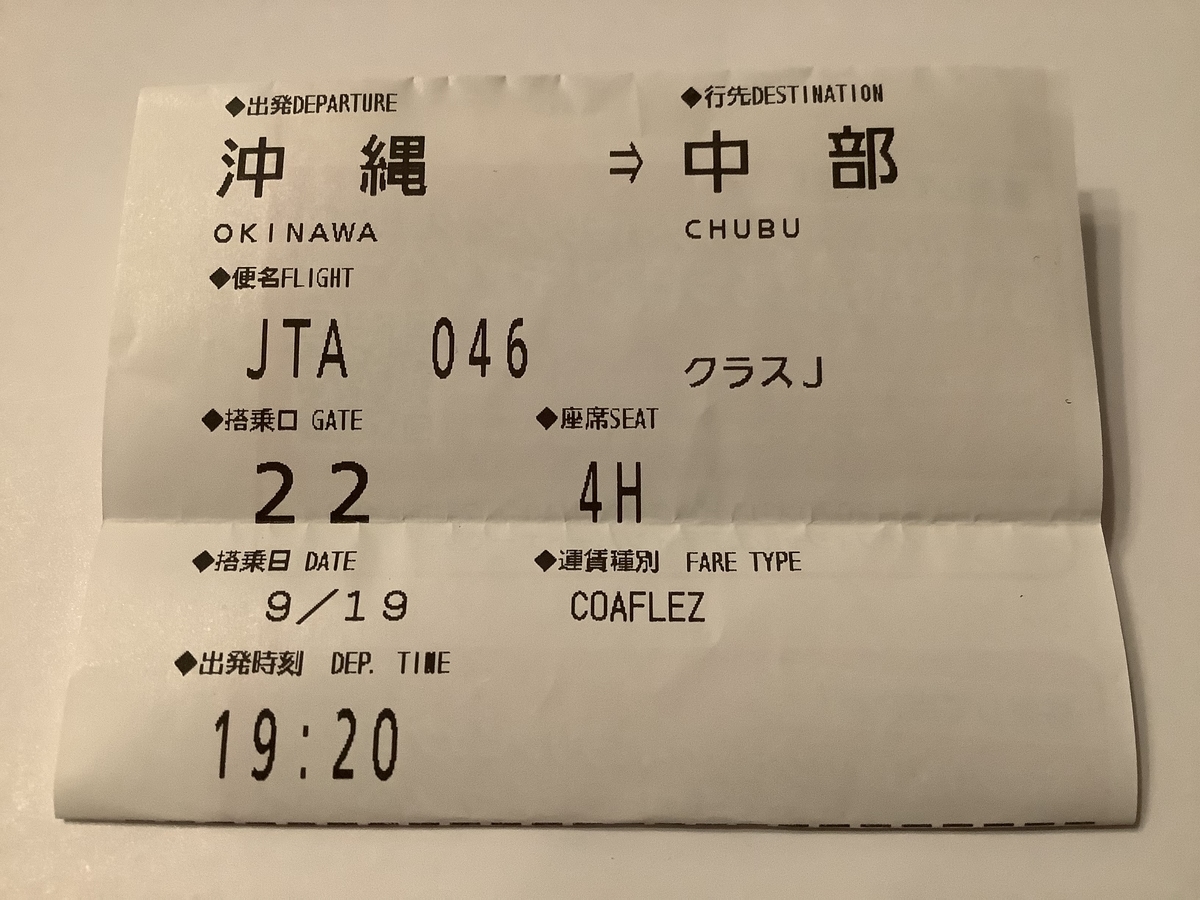 ◆出発DEPARTURE ◆行先DESTINATION
沖 縄 ⇒ 中 部
OKINAWA CHUBU
◆便名FLIGHT
JTA 046 クラスJ
◆搭乗口 GATE ◆座席SEAT
22 4H
◆搭乗日 DATE ◆運賃種別 FARE TYPE
9/19 COAFLEZ
◆出発時刻 DEP. TIME
19:20